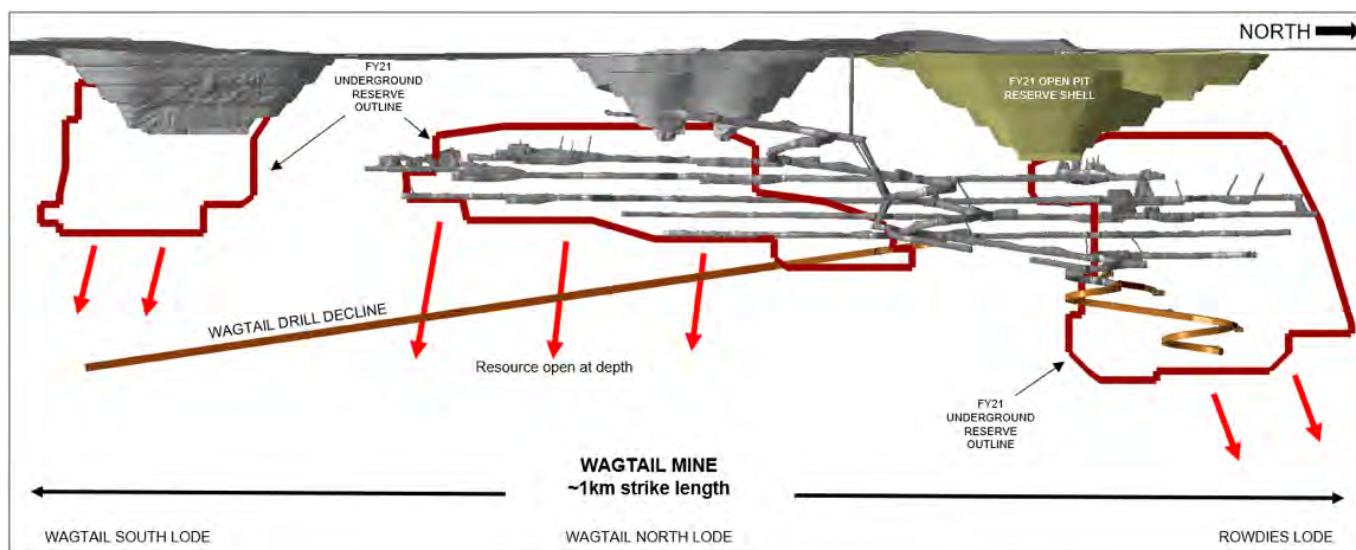 NORTH
FY21
UNDERGROUND
RESERVE
OUTLINE
FY21 OPEN PIT
RESERVE SHELL
WAGTAIL DRILL DECLINE
Resource open at depth
FY21
UNDERGROUND
RESERVE
OUTLINE
WAGTAIL MINE
~1km strike length
WAGTAIL SOUTH LODE
WAGTAIL NORTH LODE
ROWDIES LODE